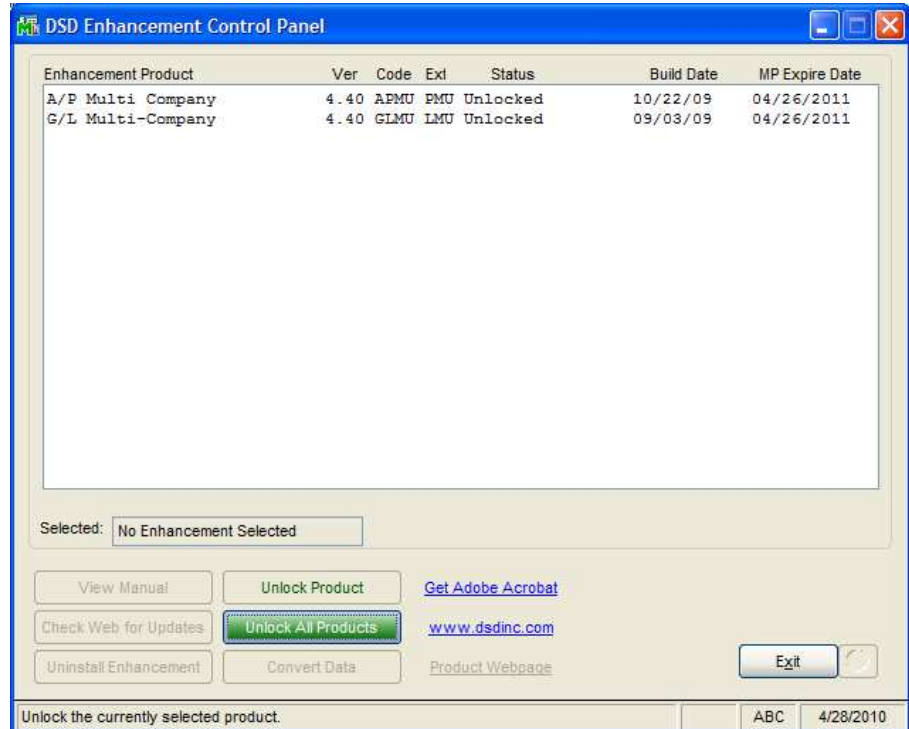 DSD Enhancement Control Panel
Enhancement Product Ver Code Ext Status Build Date MP Expire Date
A/P Multi Company 4.40 APMU PMU Unlocked 10/22/09 04/26/2011
G/L Multi-Company 4.40 GLMU LMU Unlocked 09/03/09 04/26/2011
Selected: No Enhancement Selected
View Manual Unlock Product Get Adobe Acrobat
Check Web for Updates Unlock All Products www.dsdinc.com
Uninstall Enhancement Convert Data Product Webpage Exit
Unlock the currently selected product. ABC 4/28/2010